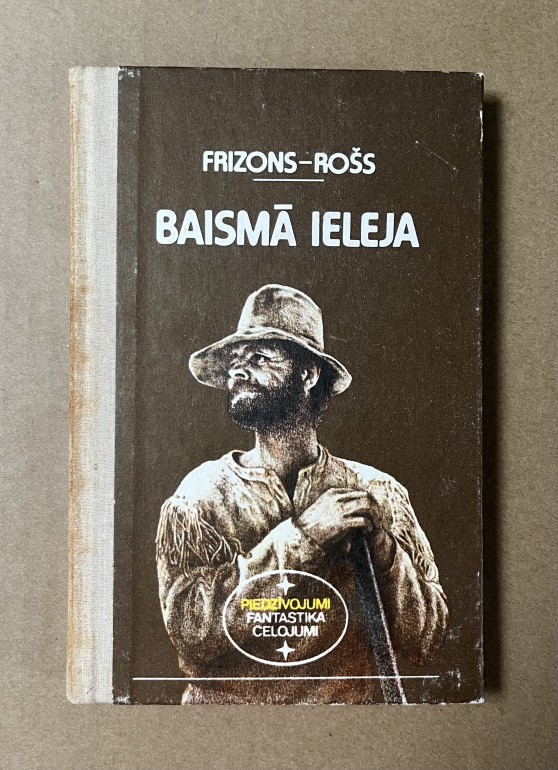 FRIZONS–ROŠS
BAISMĀ IELEJA
PIEDZĪVOJUMI
FANTASTIKA
CEĻOJUMI